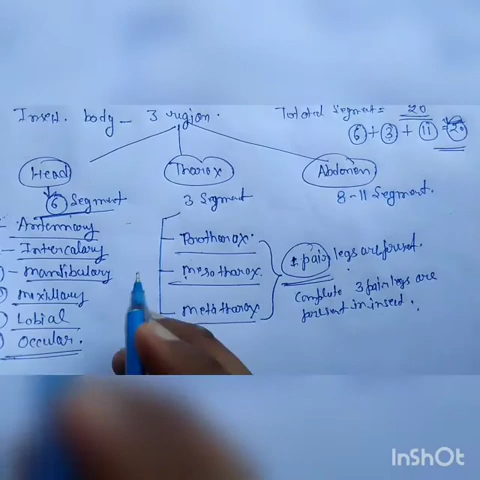 Insect body - 3 region.
Total Segment = 20
6 + 3 + 11 = 20
Head
Thorax
Abdomen
6 Segment
3 Segment
8-11 Segment.
- Antennary
- Intercalary
- Mandibulary
Maxillary
Lobial
Occular.
Prothorax.
Mesothorax.
Metathorax.
1 pair legs are present.
Complete 3 pair legs are
present in insect.
InShOt